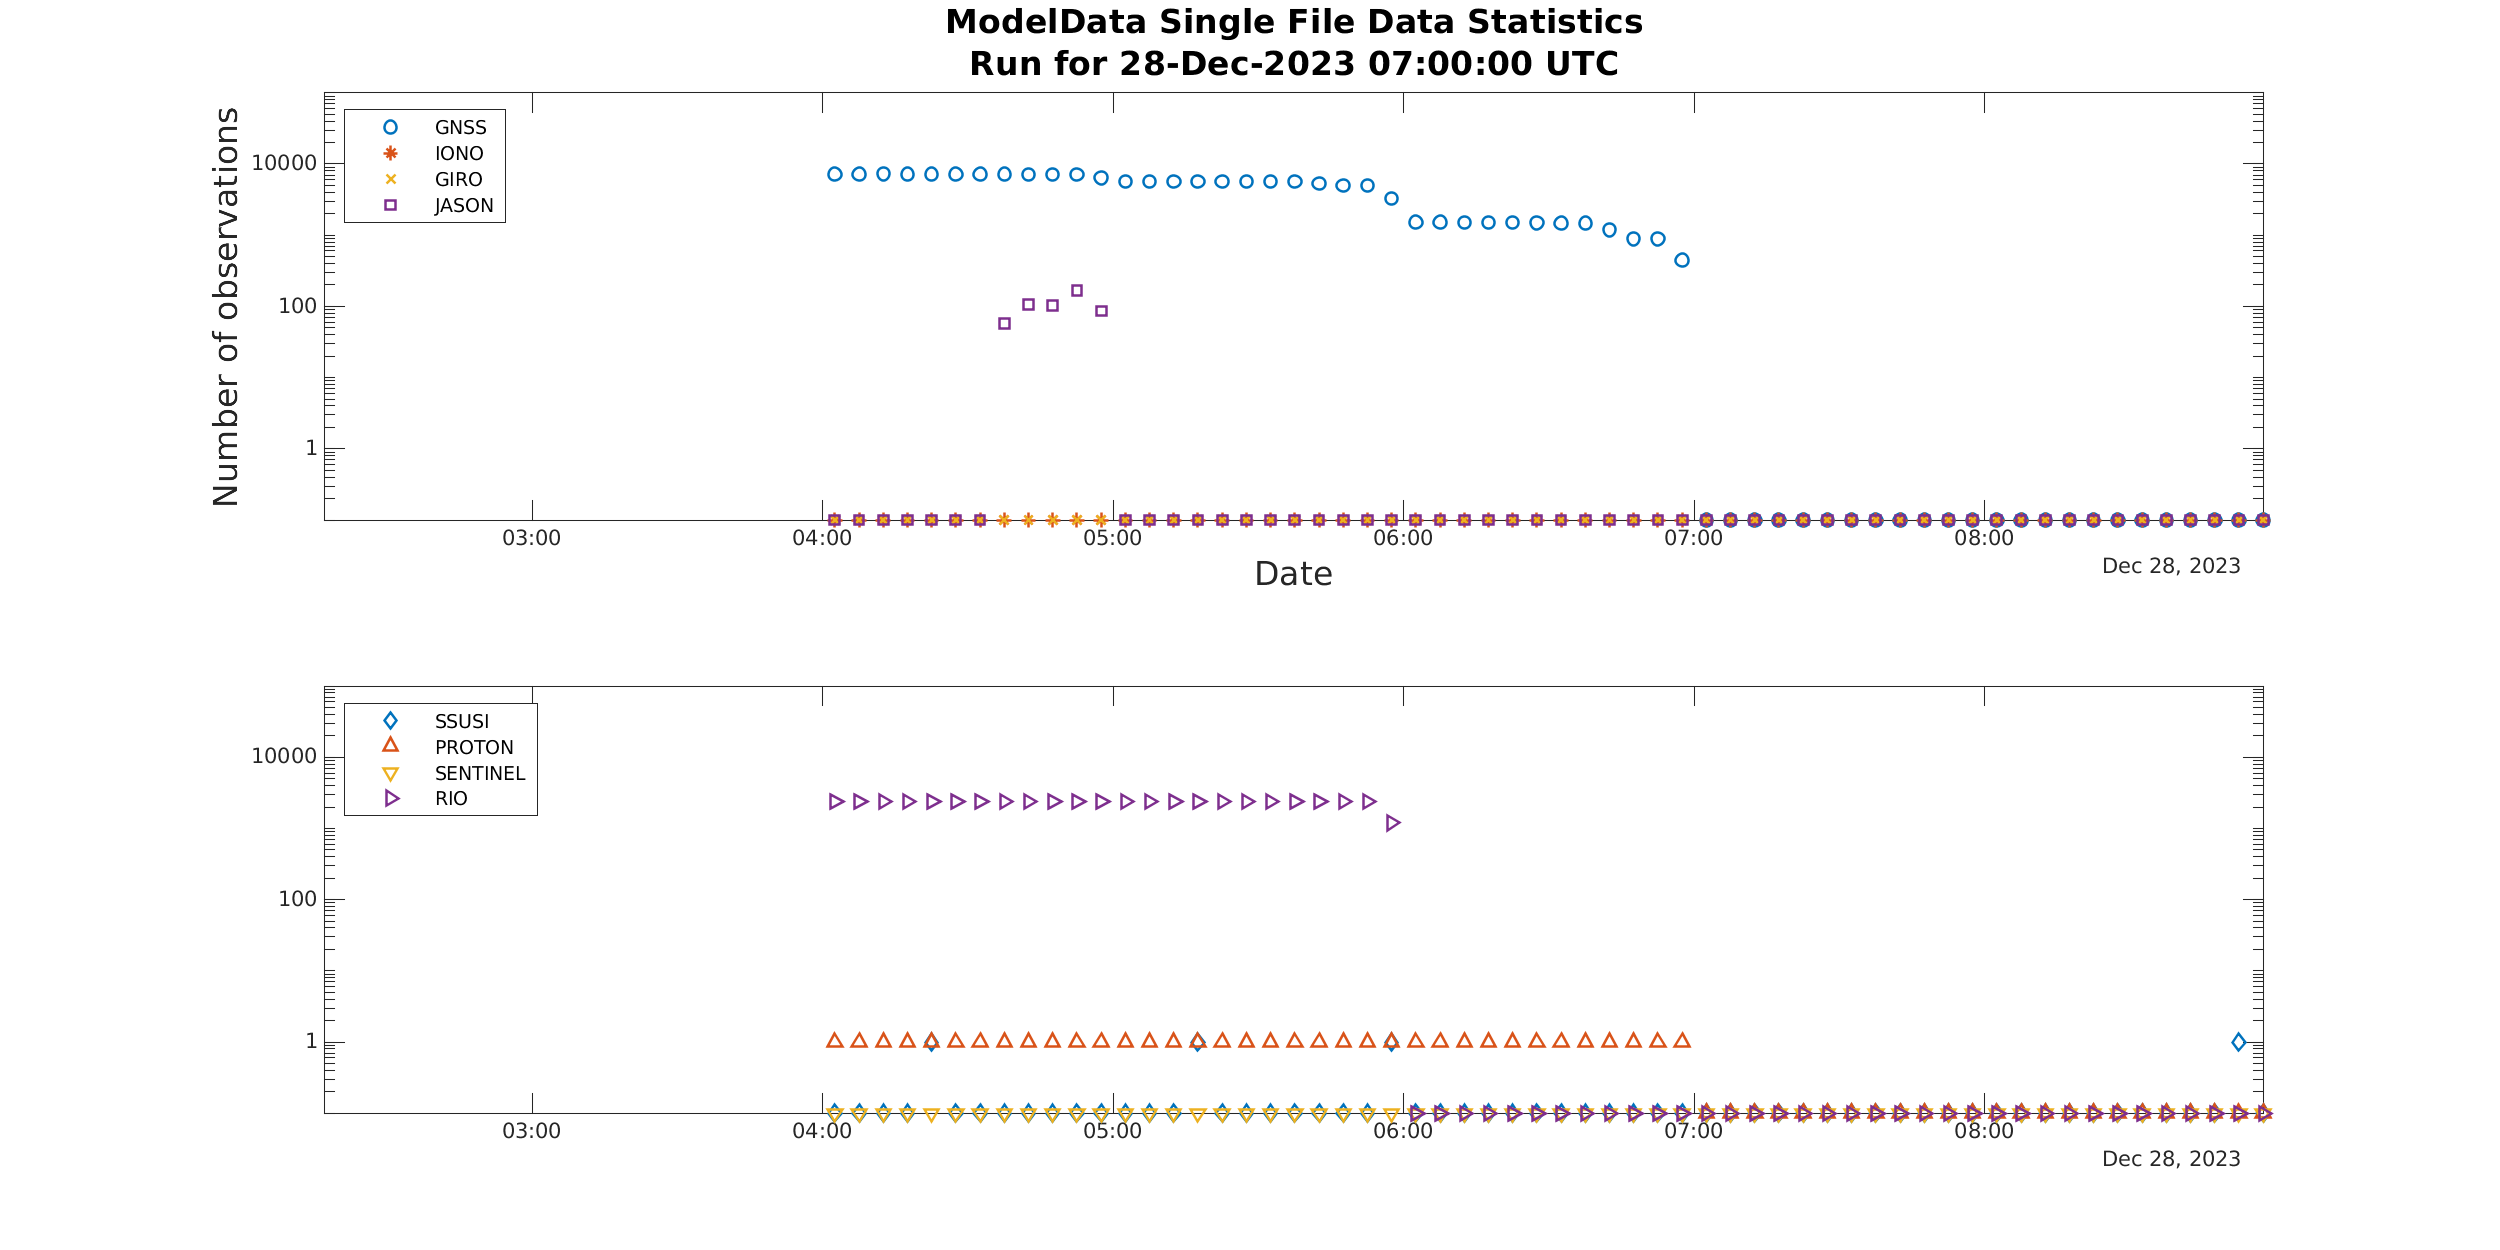 ModelData Single File Data Statistics
Run for 28-Dec-2023 07:00:00 UTC
Number of observations
10000
100
1
GNSS
IONO
GIRO
JASON
03:00 04:00 05:00 06:00 07:00 08:00
Dec 28, 2023
Date
10000
100
1
SSUSI
PROTON
SENTINEL
RIO
03:00 04:00 05:00 06:00 07:00 08:00
Dec 28, 2023